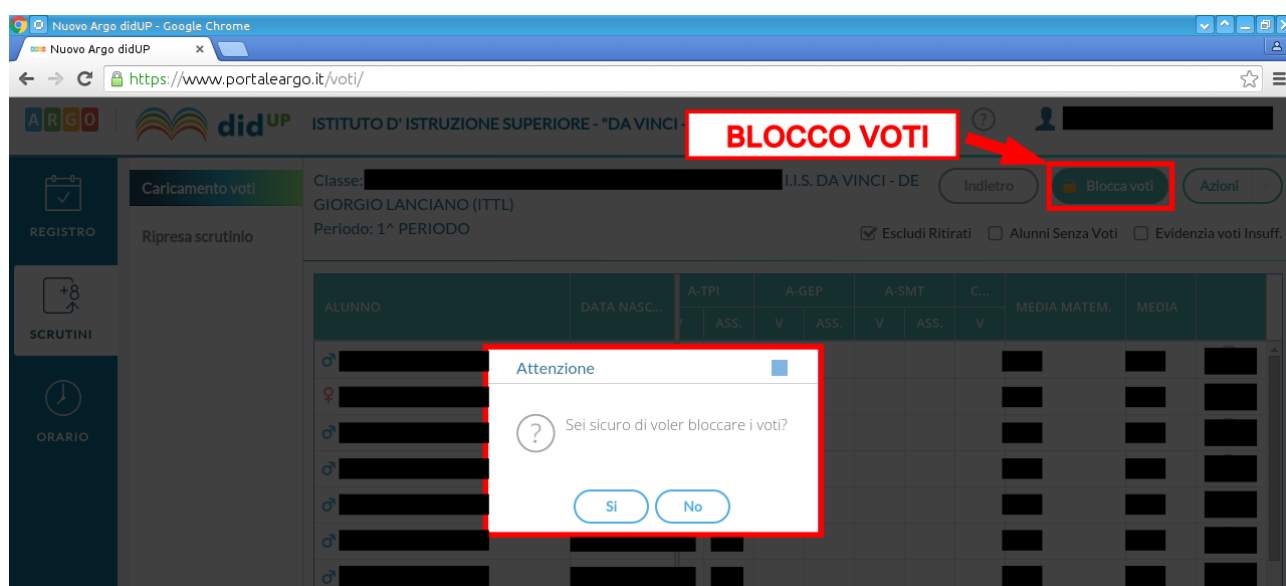 Nuovo Argo didUP - Google Chrome
Nuovo Argo didUP x
https://www.portaleargo.it/voti/
ARGO didUP ISTITUTO D' ISTRUZIONE SUPERIORE - "DA VINCI - ?
BLOCCO VOTI
Caricamento voti
Ripresa scrutinio
REGISTRO
+8
SCRUTINI
ORARIO
Classe: I.I.S. DA VINCI - DE
GIORGIO LANCIANO (ITTL)
Periodo: 1^ PERIODO
Indietro Blocca voti Azioni
Escludi Ritirati Alunni Senza Voti Evidenzia voti Insuff.
ALUNNO DATA NASC... A-TPI A-GEP A-SMT C... MEDIA MATEM. MEDIA
ASS. V ASS. V ASS. V
Attenzione
? Sei sicuro di voler bloccare i voti?
Si No